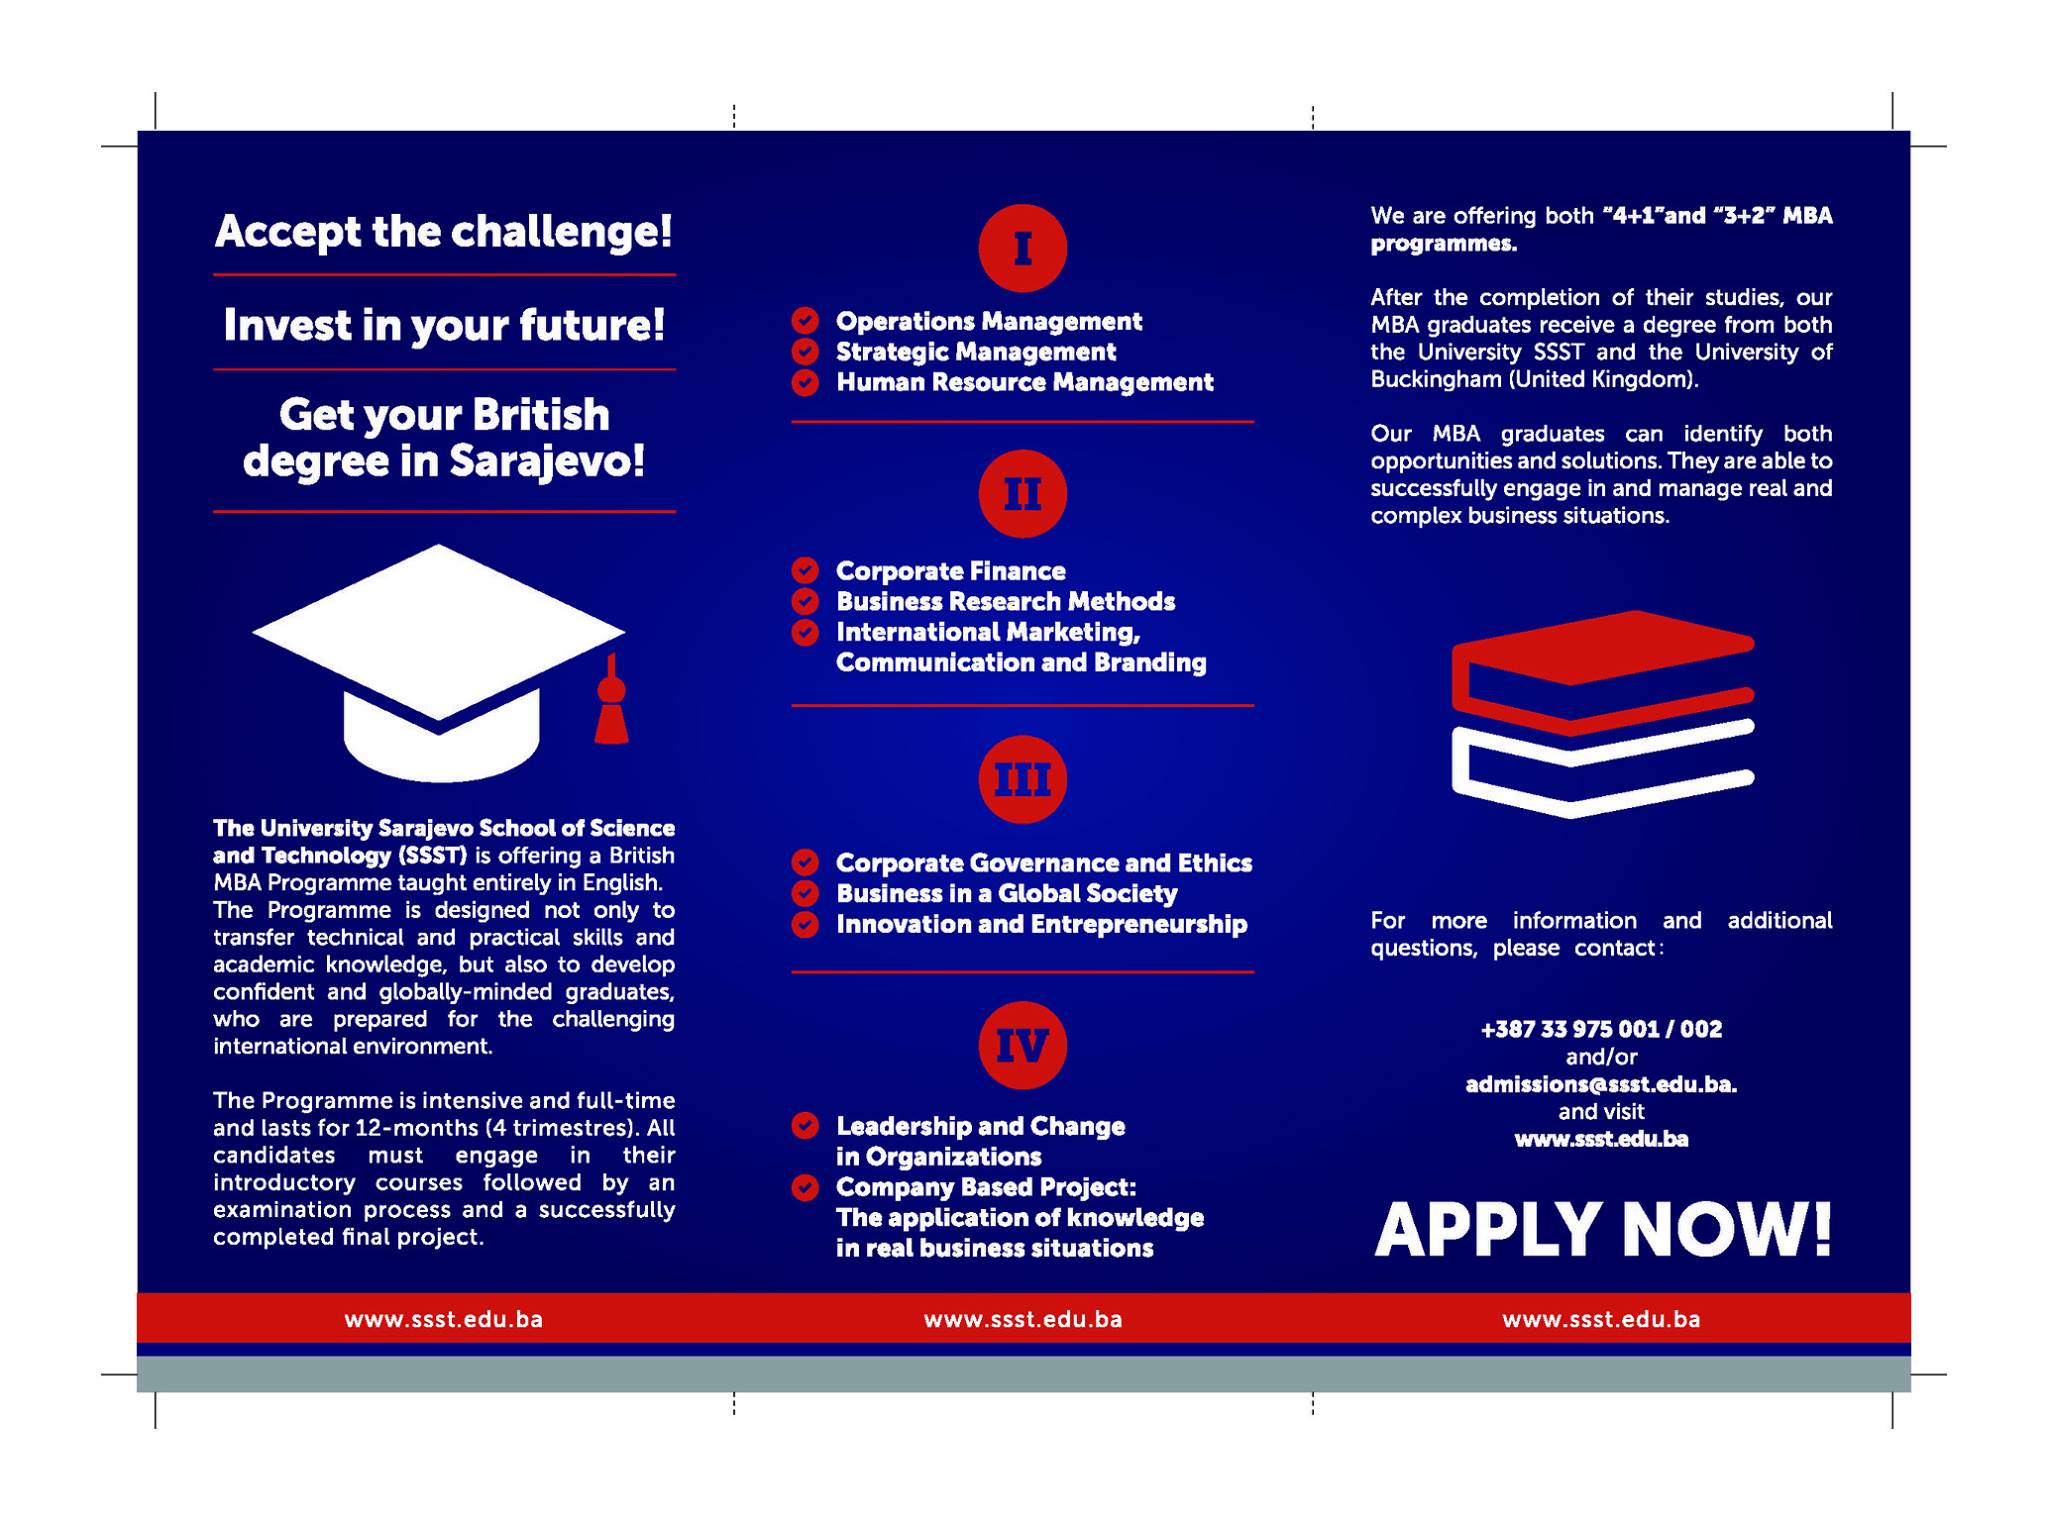 Accept the challenge!
Invest in your future!
Get your British
degree in Sarajevo!
The University Sarajevo School of Science
and Technology (SSST) is offering a British
MBA Programme taught entirely in English.
The Programme is designed not only to
transfer technical and practical skills and
academic knowledge, but also to develop
confident and globally-minded graduates,
who are prepared for the challenging
international environment.
The Programme is intensive and full-time
and lasts for 12-months (4 trimestres). All
candidates must engage in their
introductory courses followed by an
examination process and a successfully
completed final project.
www.ssst.edu.ba
I
Operations Management
Strategic Management
Human Resource Management
II
Corporate Finance
Business Research Methods
International Marketing,
Communication and Branding
III
Corporate Governance and Ethics
Business in a Global Society
Innovation and Entrepreneurship
IV
Leadership and Change
in Organizations
Company Based Project:
The application of knowledge
in real business situations
www.ssst.edu.ba
We are offering both "4+1"and "3+2" MBA
programmes.
After the completion of their studies, our
MBA graduates receive a degree from both
the University SSST and the University of
Buckingham (United Kingdom).
Our MBA graduates can identify both
opportunities and solutions. They are able to
successfully engage in and manage real and
complex business situations.
For more information and additional
questions, please contact:
+387 33 975 001 / 002
and/or
admissions@ssst.edu.ba.
and visit
www.ssst.edu.ba
APPLY NOW!
www.ssst.edu.ba